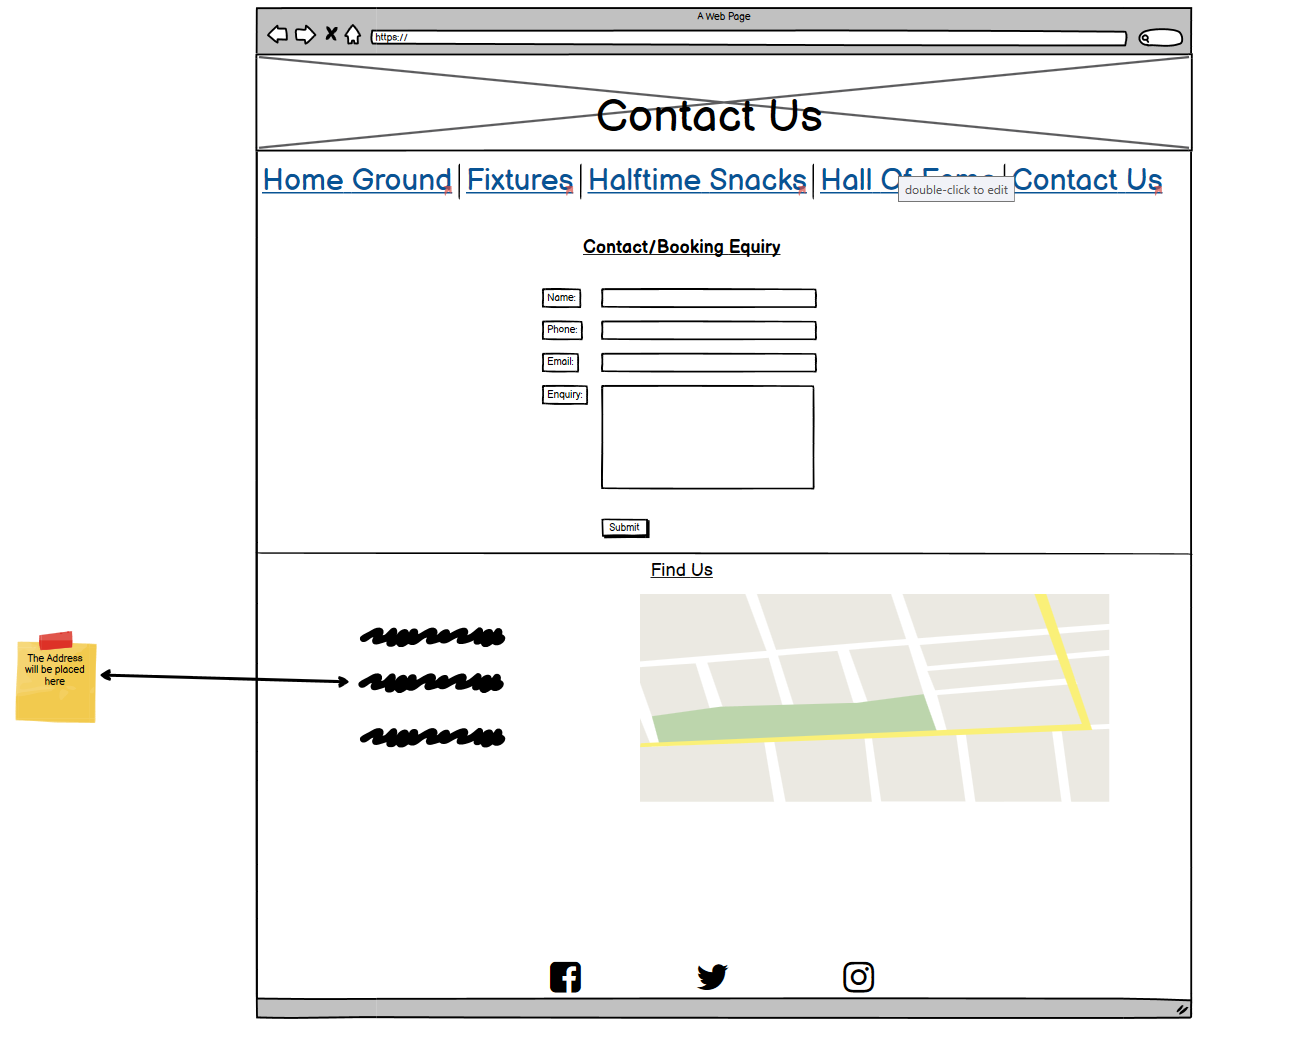 A Web Page
https://
Contact Us
Home Ground Fixtures Halftime Snacks Hall Of Contact Us
double-click to edit
Contact/Booking Equiry
Name:
Phone:
Email:
Enquiry:
Submit
Find Us
The Address
will be placed
here